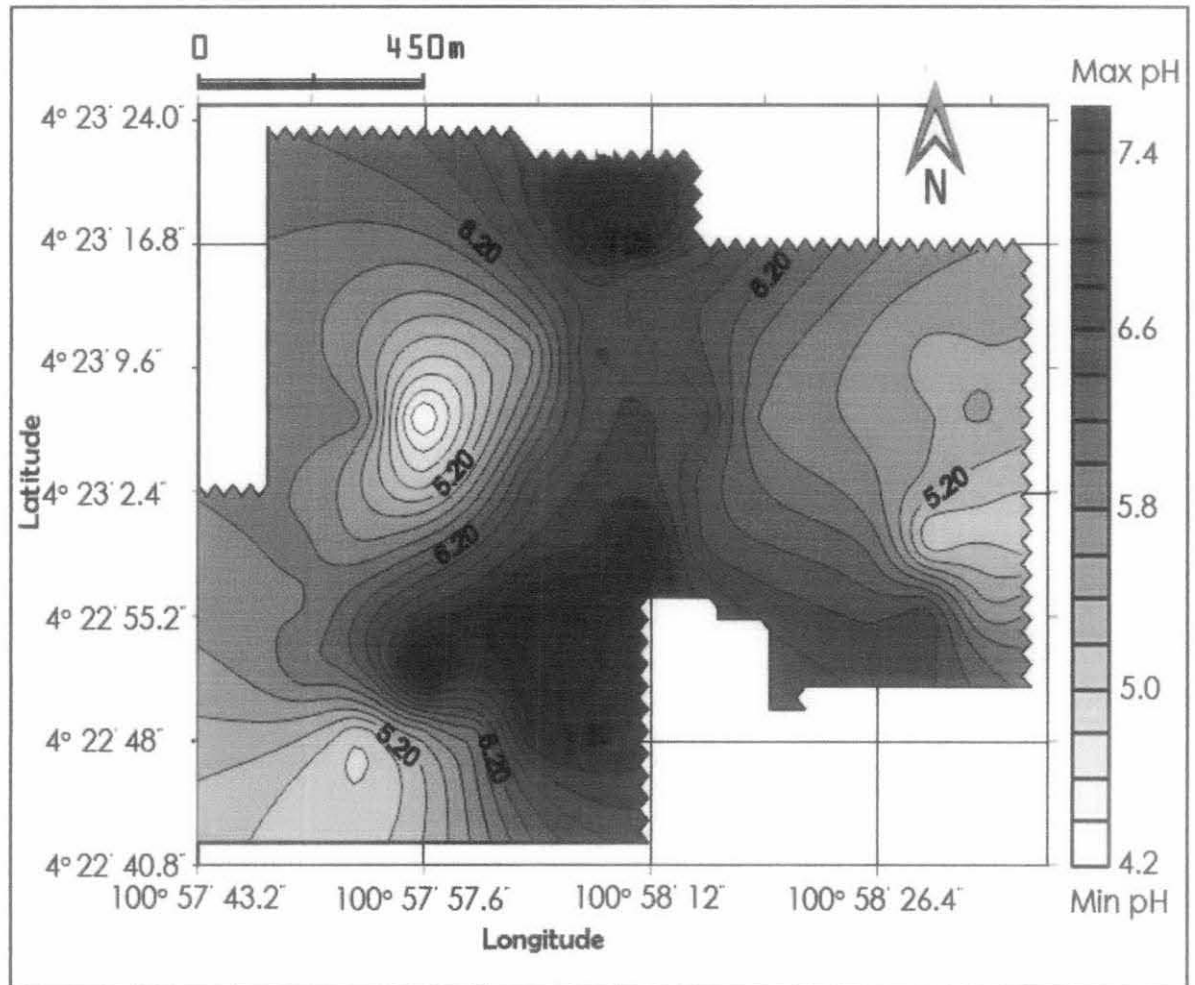 0 450m
Max pH
4° 23' 24.0"
7.4
N
6.20
4° 23' 16.8"
6.20
6.6
4° 23' 9.6"
5.20
5.20
4° 23' 2.4"
5.8
Latitude
6.20
4° 22' 55.2"
5.0
5.20
6.20
4° 22' 48"
4° 22' 40.8"
4.2
100° 57' 43.2" 100° 57' 57.6" 100° 58' 12" 100° 58' 26.4"
Min pH
Longitude